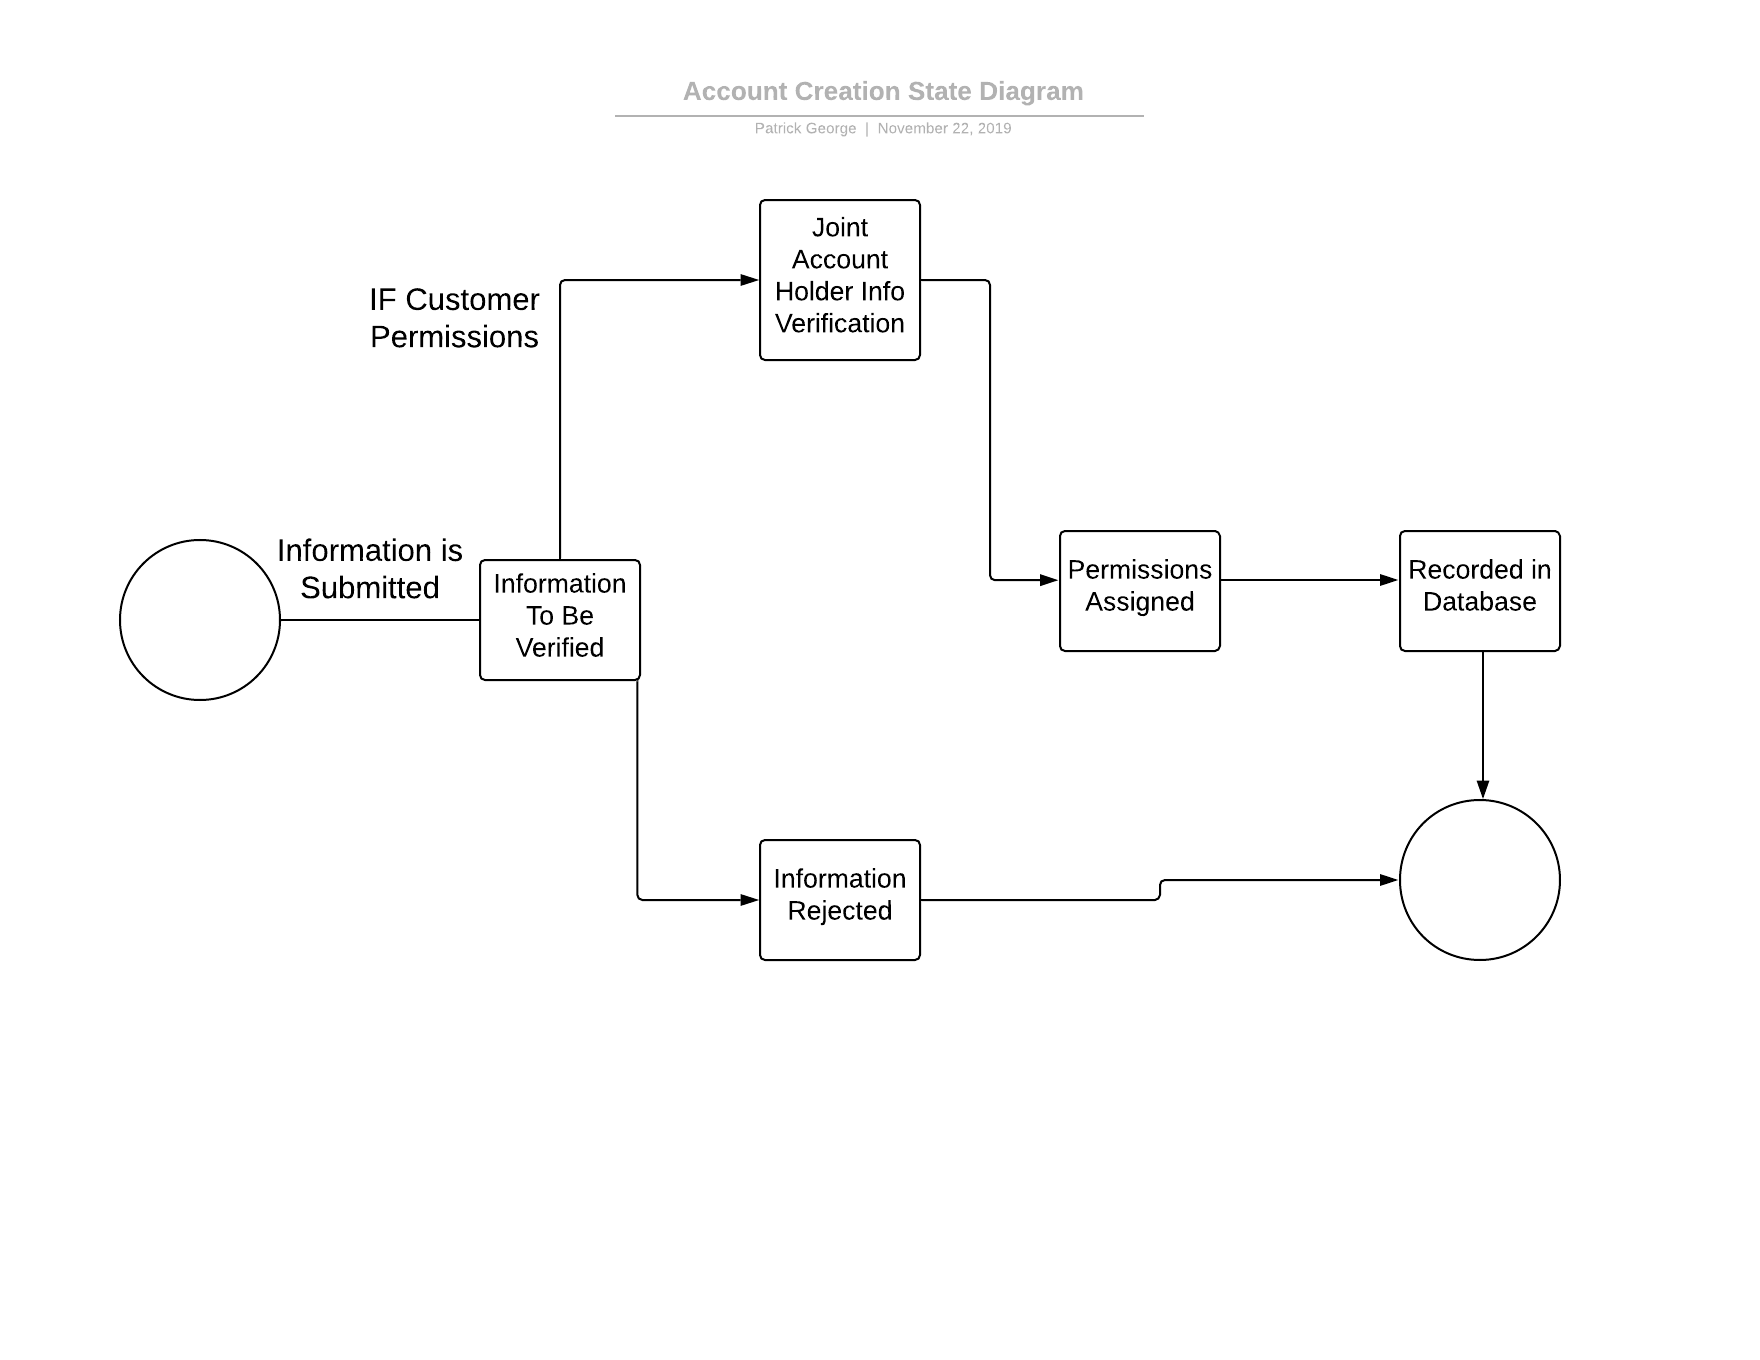 Account Creation State Diagram
Patrick George | November 22, 2019
Joint
Account
Holder Info
Verification
IF Customer
Permissions
Information is
Submitted
Information
To Be
Verified
Permissions
Assigned
Recorded in
Database
Information
Rejected